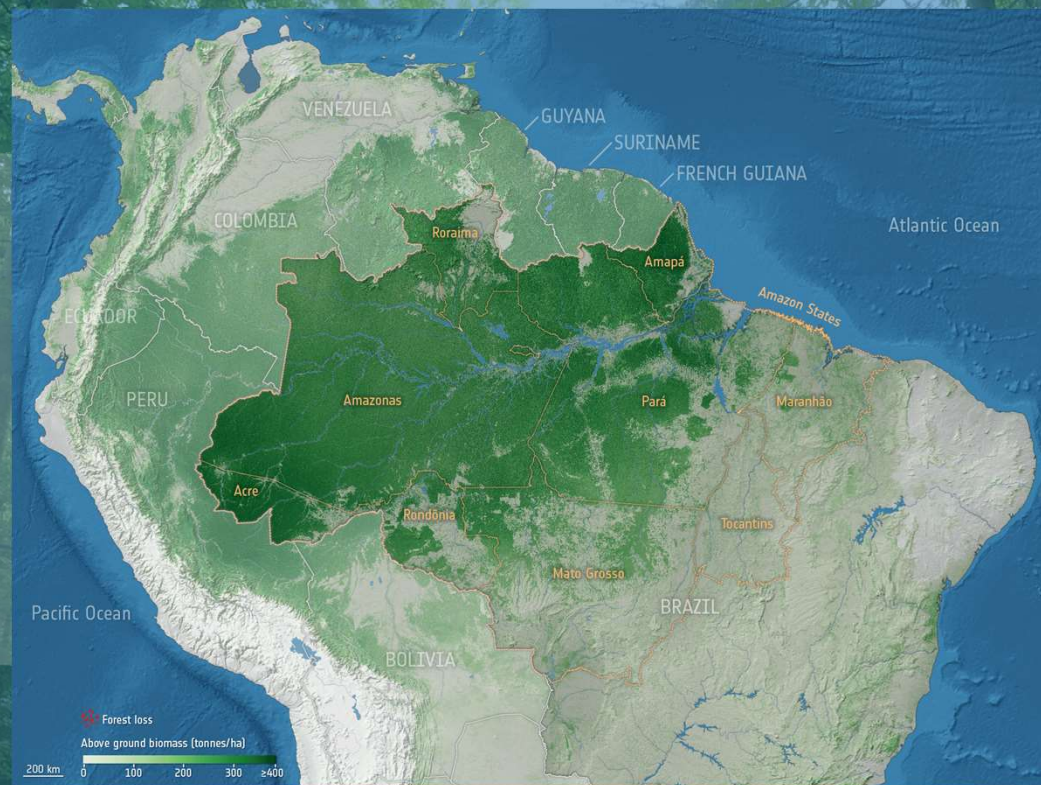 VENEZUELA
GUYANA
SURINAME
FRENCH GUIANA
COLOMBIA
Atlantic Ocean
Roraima
Amapá
Amazon States
ECUADOR
PERU
Amazonas
Pará
Maranhão
Acre
Rondônia
Tocantins
Mato Grosso
BRAZIL
Pacific Ocean
BOLIVIA
Forest loss
Above ground biomass (tonnes/ha)
200 km
0 100 200 300 ≥400